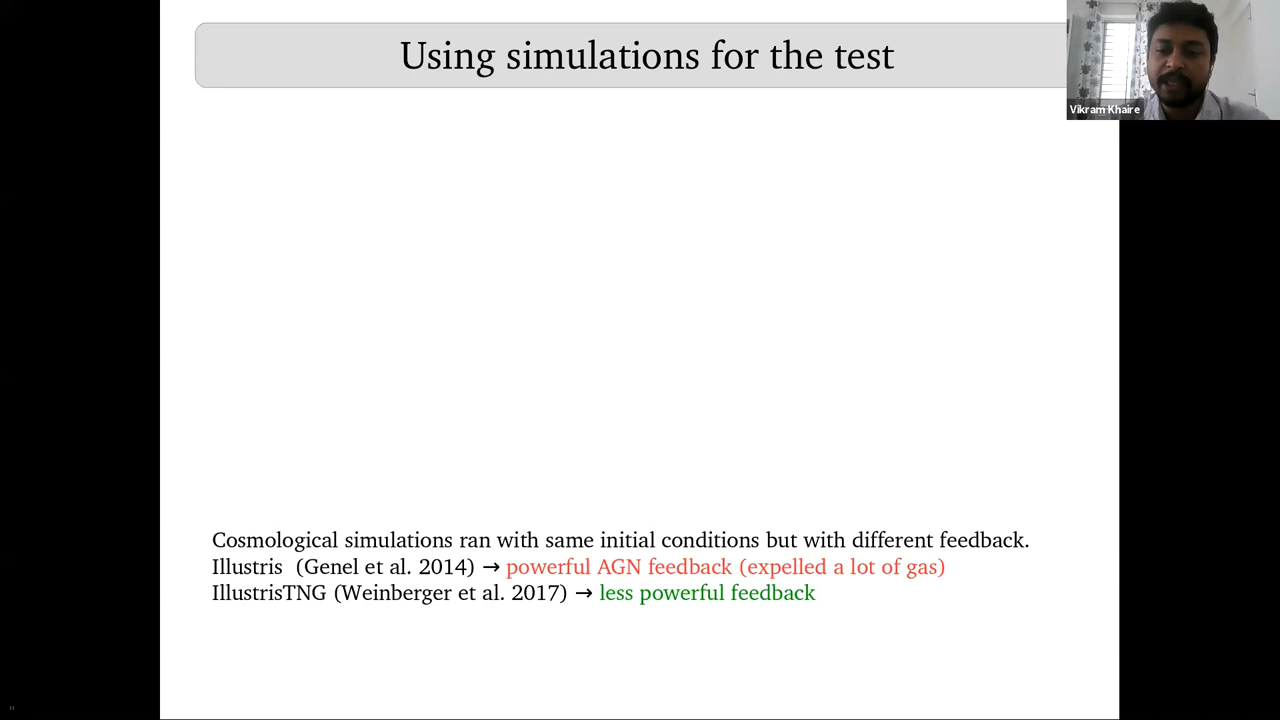 Using simulations for the test
Vikram Khaire
Cosmological simulations ran with same initial conditions but with different feedback.
Illustris (Genel et al. 2014) → powerful AGN feedback (expelled a lot of gas)
IllustrisTNG (Weinberger et al. 2017) → less powerful feedback